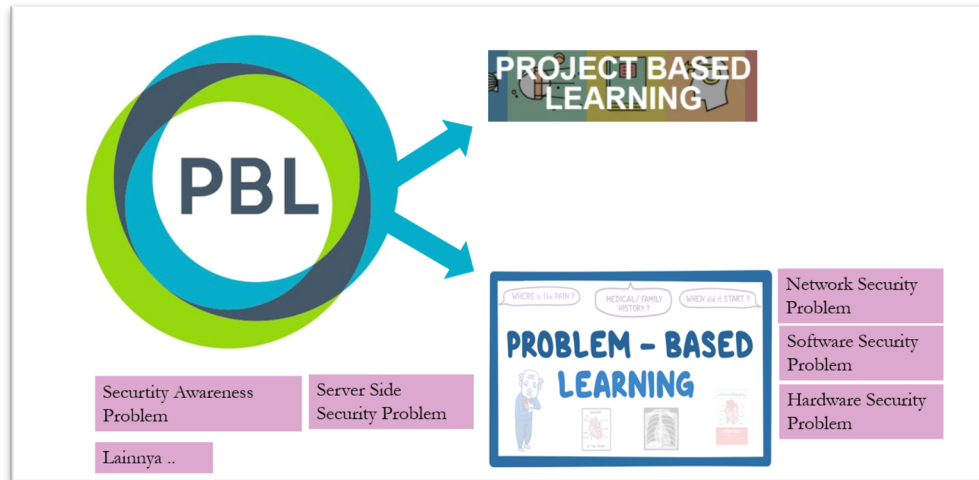 PBL
PROJECT BASED
LEARNING
WHERE is the PAIN ?
MEDICAL/ FAMILY
HISTORY ?
WHEN did it START ?
PROBLEM - BASED
LEARNING
Network Security
Problem
Software Security
Problem
Hardware Security
Problem
Securtity Awareness
Problem
Server Side
Security Problem
Lainnya ..